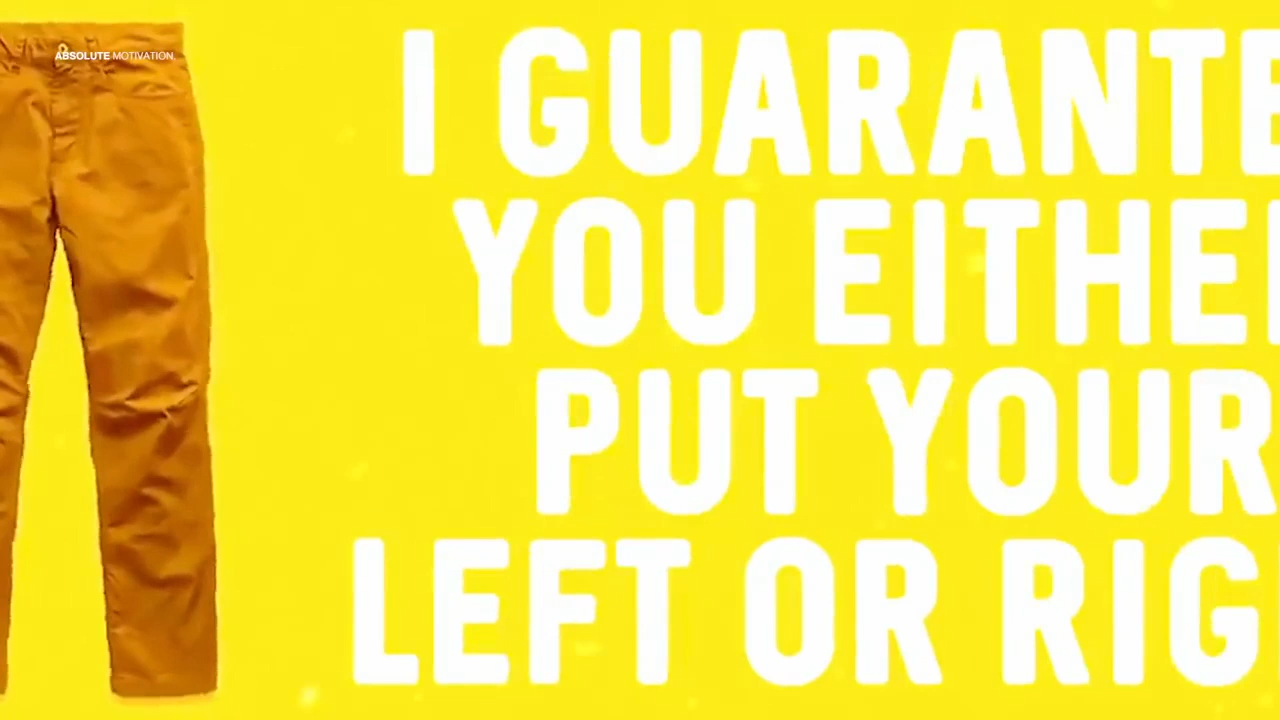 ABSOLUTE MOTIVATION.
I GUARANTE
YOU EITHE
PUT YOUR
LEFT OR RIG